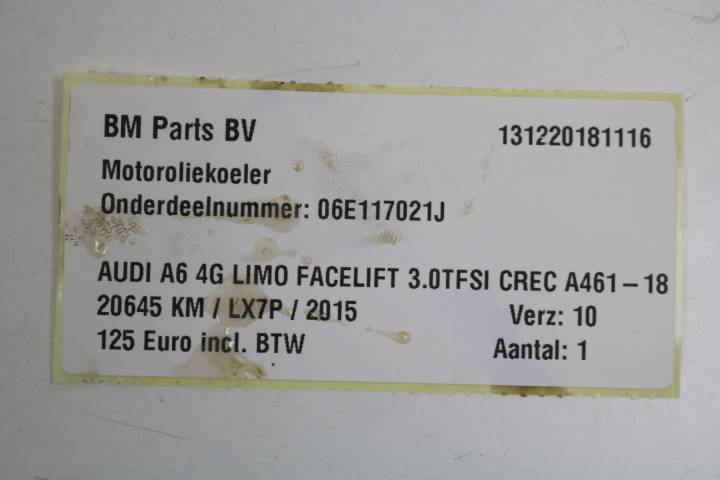 BM Parts BV 131220181116
Motoroliekoeler
Onderdeelnummer: 06E117021J
AUDI A6 4G LIMO FACELIFT 3.0TFSI CREC A461-18
20645 KM / LX7P / 2015 Verz: 10
125 Euro incl. BTW Aantal: 1